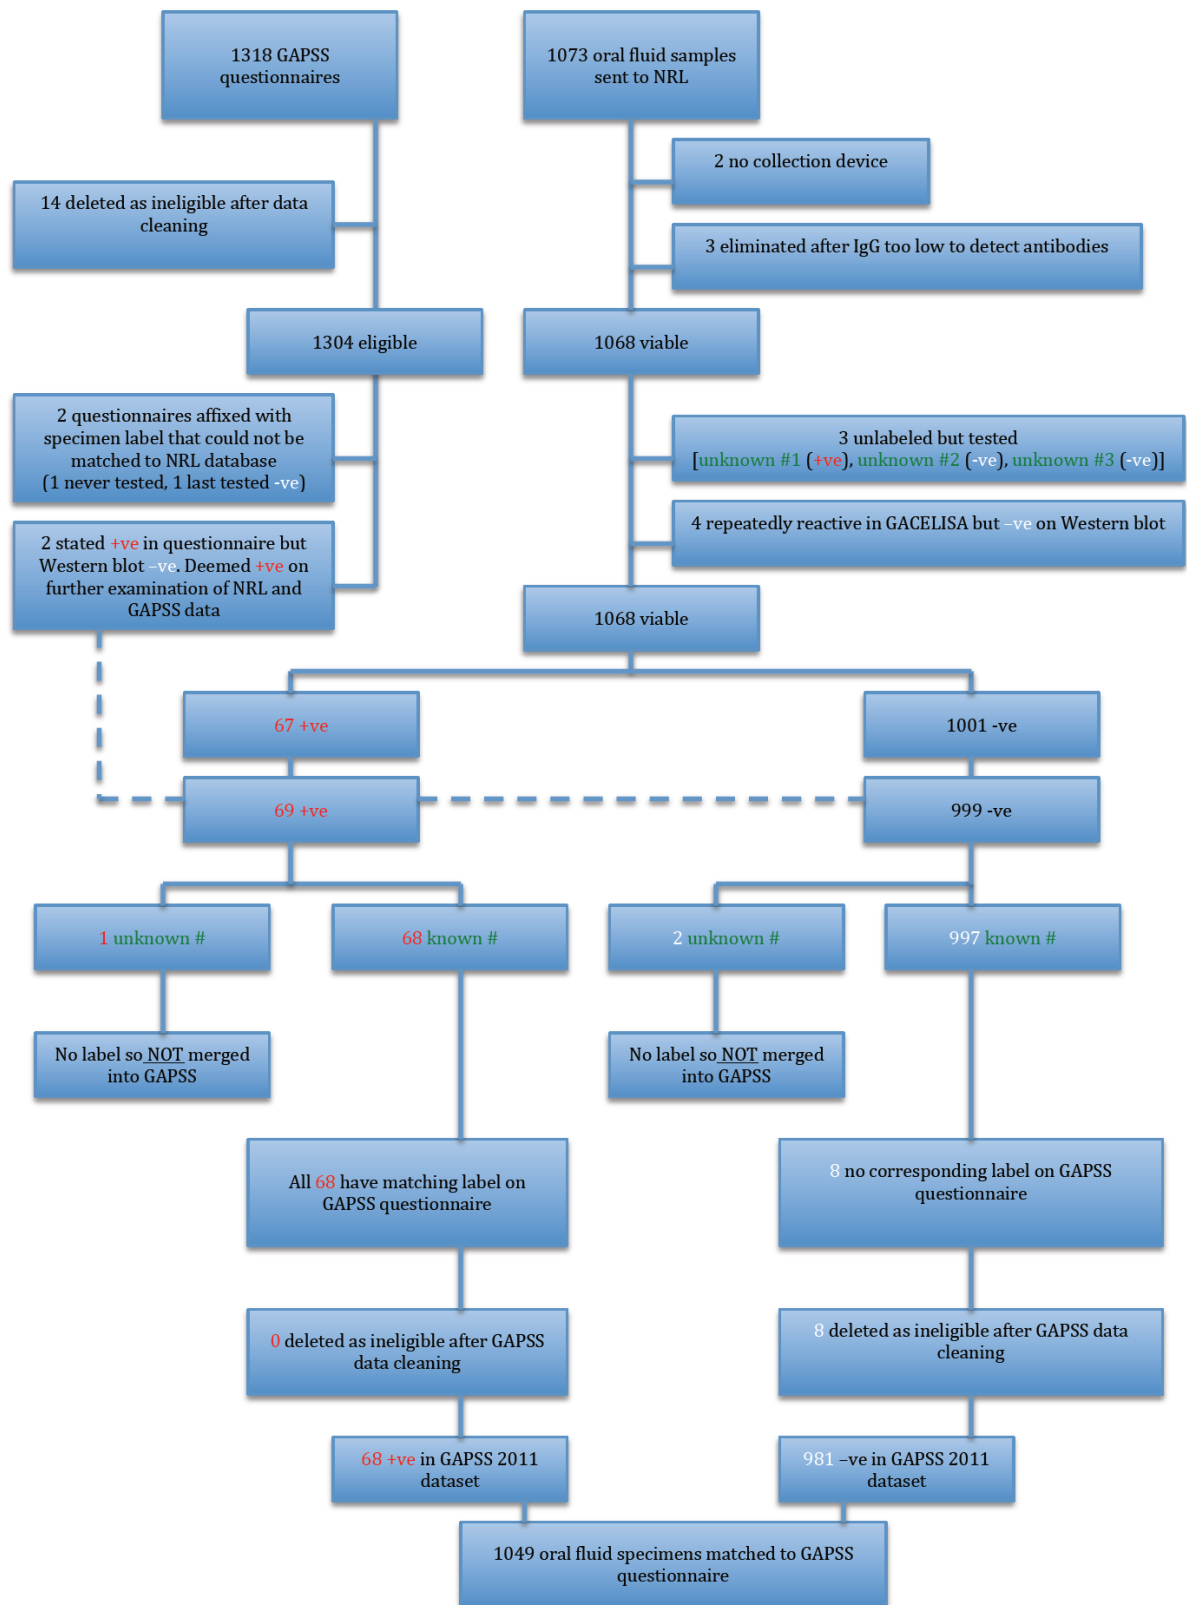 1318 GAPSS
questionnaires
1073 oral fluid samples
sent to NRL
2 no collection device
14 deleted as ineligible after data
cleaning
3 eliminated after IgG too low to detect antibodies
1304 eligible
1068 viable
2 questionnaires affixed with
specimen label that could not be
matched to NRL database
(1 never tested, 1 last tested -ve)
3 unlabeled but tested
[unknown #1 (+ve), unknown #2 (-ve), unknown #3 (-ve)]
4 repeatedly reactive in GACELISA but –ve on Western blot
2 stated +ve in questionnaire but
Western blot –ve. Deemed +ve on
further examination of NRL and
GAPSS data
1068 viable
67 +ve
1001 -ve
69 +ve
999 -ve
1 unknown #
68 known #
2 unknown #
997 known #
No label so NOT merged
into GAPSS
No label so NOT merged
into GAPSS
All 68 have matching label on
GAPSS questionnaire
8 no corresponding label on GAPSS
questionnaire
0 deleted as ineligible after GAPSS
data cleaning
8 deleted as ineligible after GAPSS data
cleaning
68 +ve in GAPSS 2011
dataset
981 –ve in GAPSS 2011
dataset
1049 oral fluid specimens matched to GAPSS
questionnaire